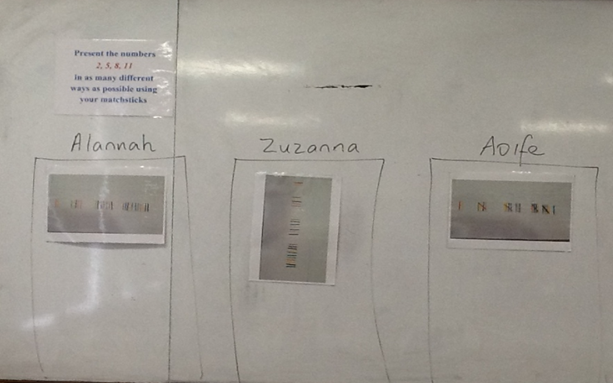 Present the numbers
2, 5, 8, 11
in as many different
ways as possible using
your matchsticks
Alannah
Zuzanna
Aoife